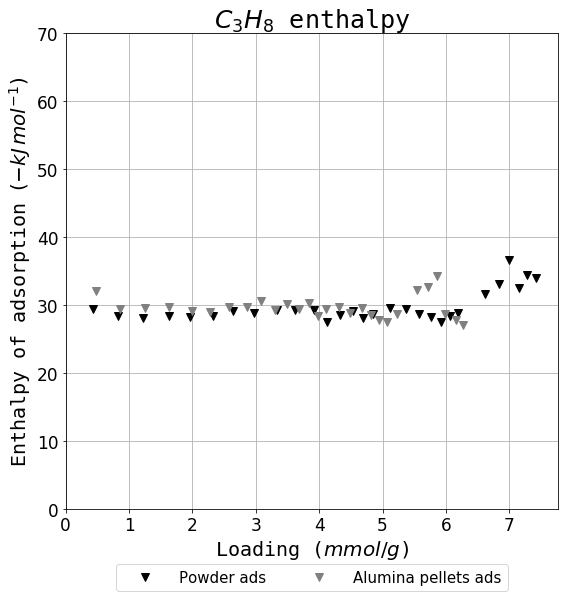 C₃H₈ enthalpy
Enthalpy of adsorption (−kJ mol⁻¹)
70
60
50
40
30
20
10
0
0 1 2 3 4 5 6 7
Loading (mmol/g)
Powder ads Alumina pellets ads